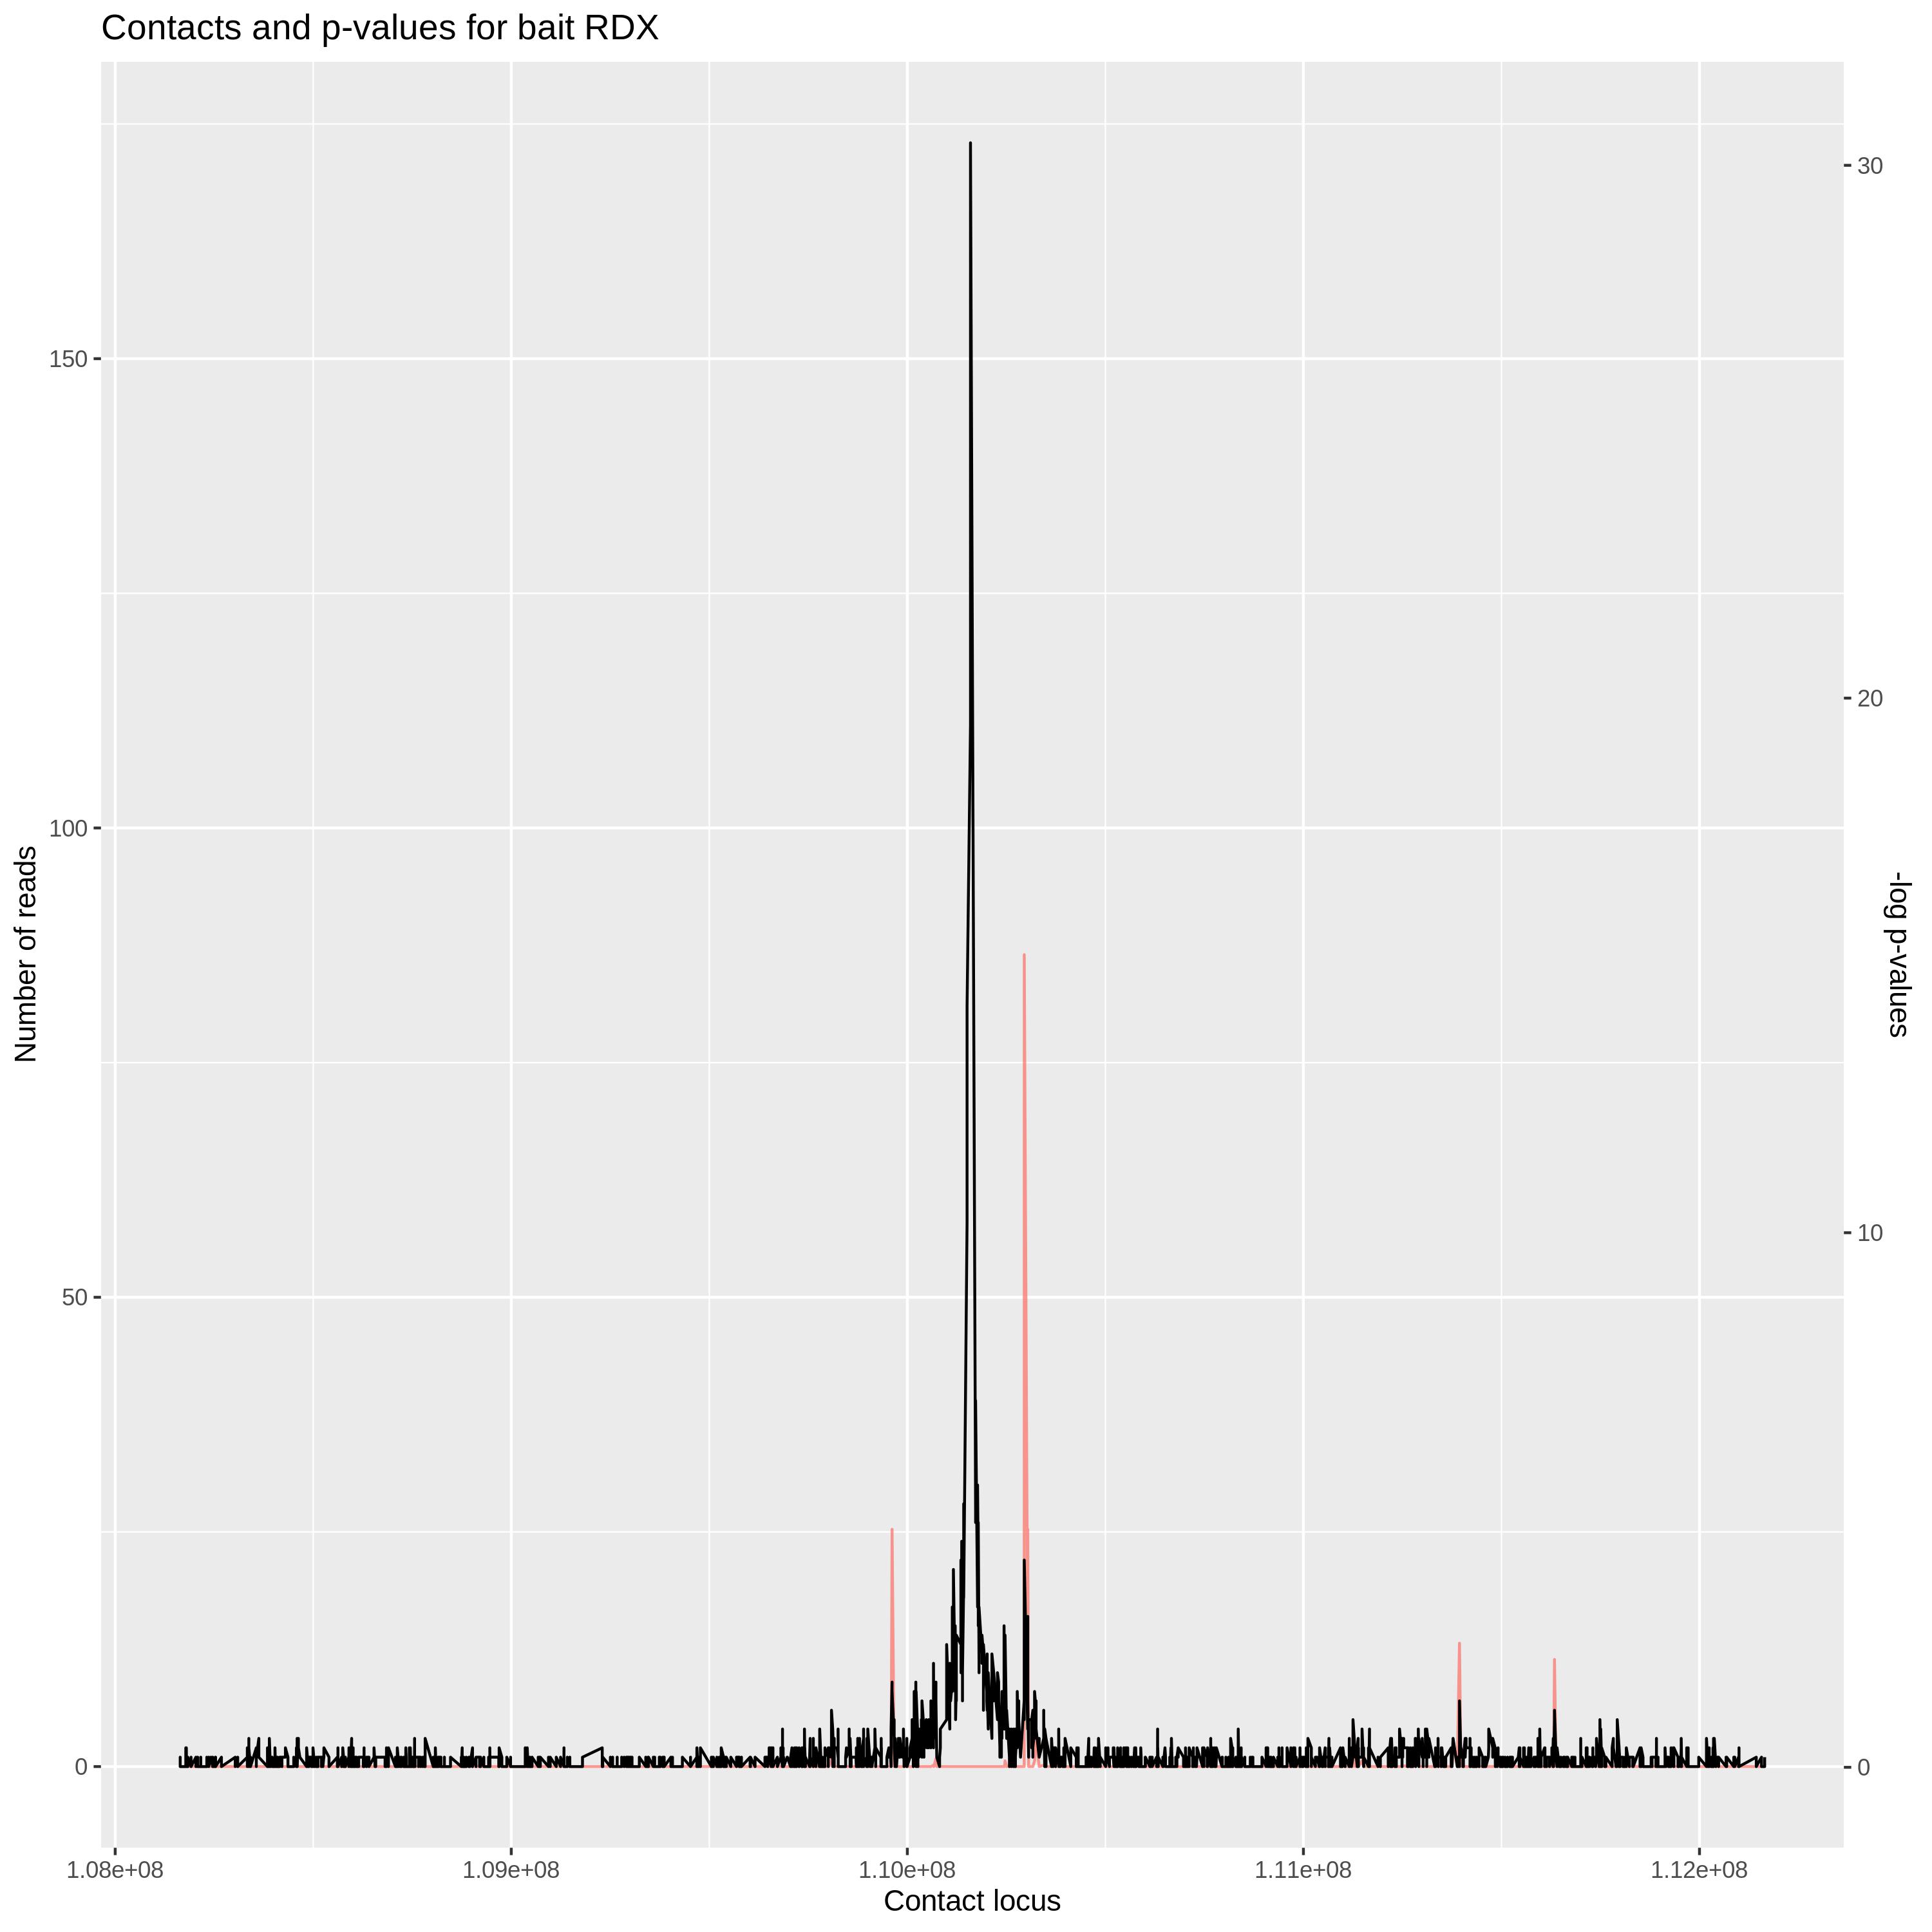 Contacts and p-values for bait RDX
Number of reads
150
100
50
0
30
20
10
0
-log p-values
1.08e+08
1.09e+08
1.10e+08
1.11e+08
1.12e+08
Contact locus